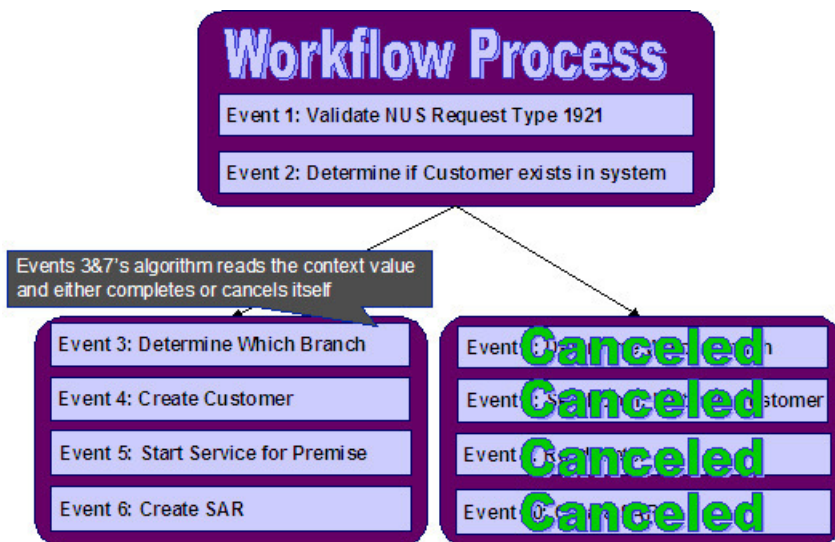 Workflow Process
Event 1: Validate NUS Request Type 1921
Event 2: Determine if Customer exists in system
Events 3&7's algorithm reads the context value
and either completes or cancels itself
Event 3: Determine Which Branch
Event 4: Create Customer
Event 5: Start Service for Premise
Event 6: Create SAR
Event Canceled
Event Canceled
Event Canceled
Event Canceled